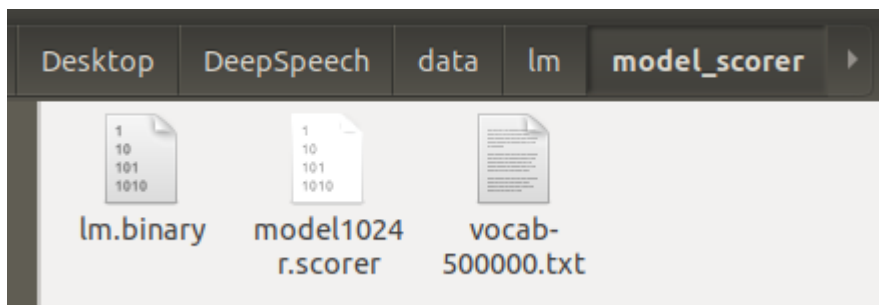 Desktop DeepSpeech data lm model_scorer
1
10
101
1010
1
10
101
1010
lm.binary
model1024
r.scorer
vocab-
500000.txt